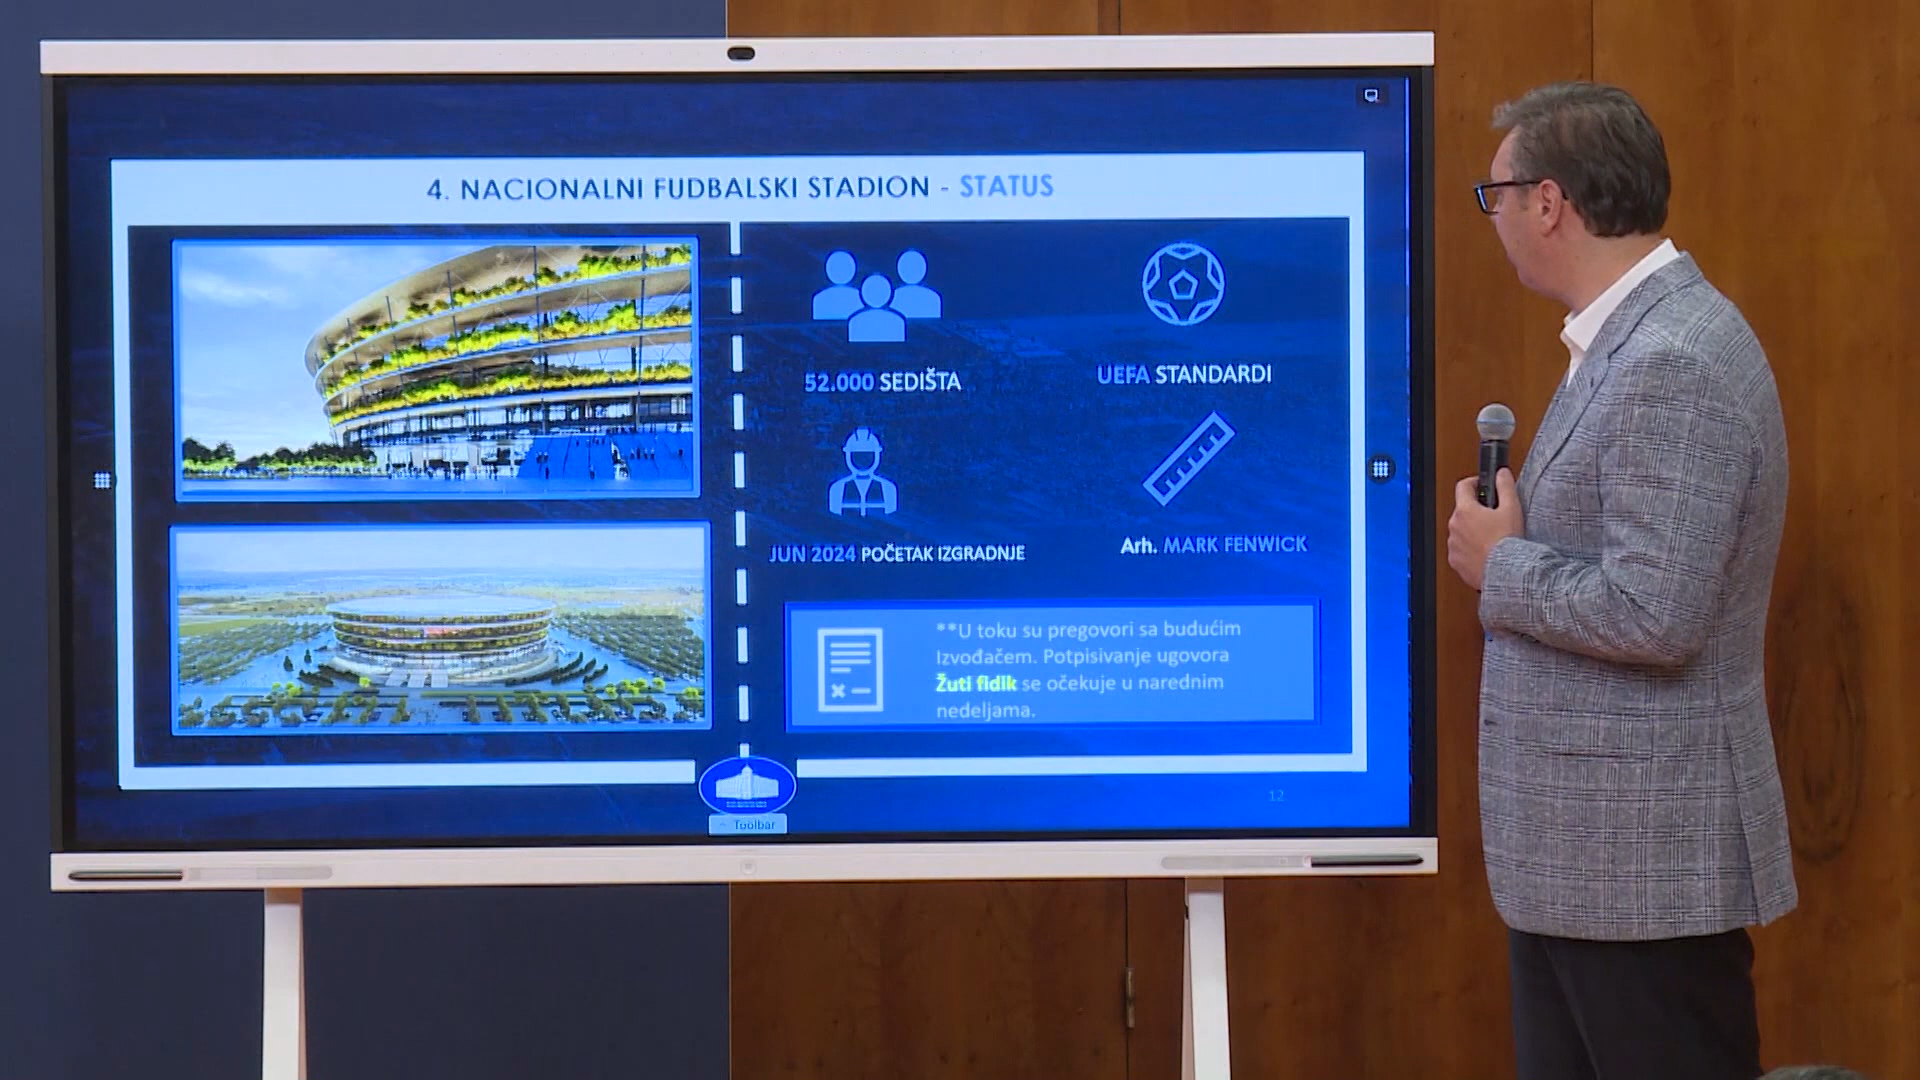 4. NACIONALNI FUDBALSKI STADION - STATUS
52.000 SEDIŠTA
UEFA STANDARDI
JUN 2024 POČETAK IZGRADNJE
Arh. MARK FENWICK
**U toku su pregovori sa budućim
Izvođačem. Potpisivanje ugovora
Žuti fidik se očekuje u narednim
nedeljama.
12
Toolbar